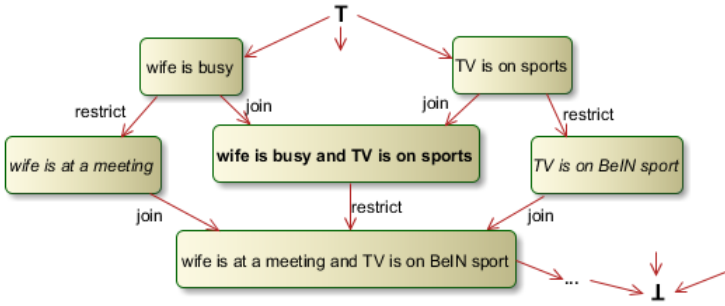 T
wife is busy
TV is on sports
restrict
join
join
restrict
wife is at a meeting
wife is busy and TV is on sports
TV is on BeIN sport
join
restrict
join
wife is at a meeting and TV is on BeIN sport
...
⊥